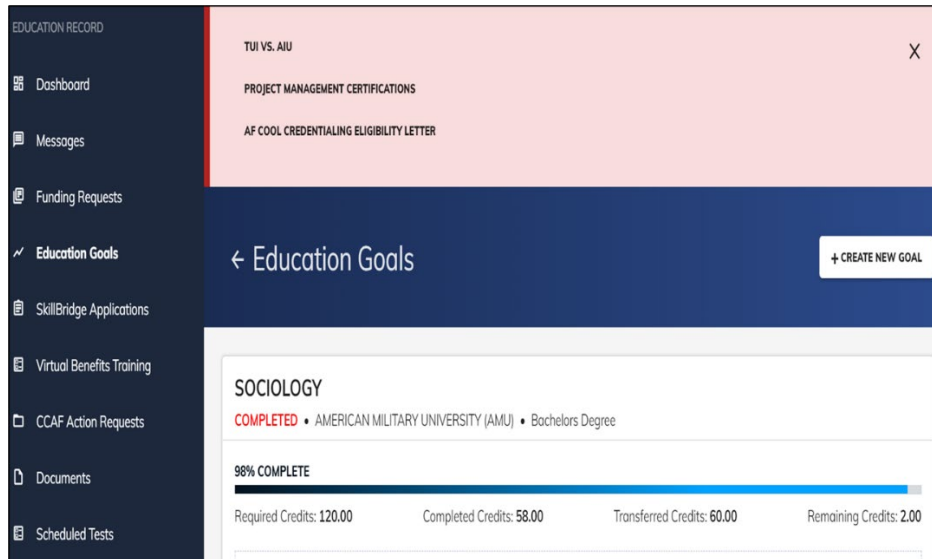 EDUCATION RECORD
Dashboard
Messages
Funding Requests
Education Goals
SkillBridge Applications
Virtual Benefits Training
CCAF Action Requests
Documents
Scheduled Tests
TUI VS. AIU
X
PROJECT MANAGEMENT CERTIFICATIONS
AF COOL CREDENTIALING ELIGIBILITY LETTER
← Education Goals
+ CREATE NEW GOAL
SOCIOLOGY
COMPLETED • AMERICAN MILITARY UNIVERSITY (AMU) • Bachelors Degree
98% COMPLETE
Required Credits: 120.00 Completed Credits: 58.00 Transferred Credits: 60.00 Remaining Credits: 2.00